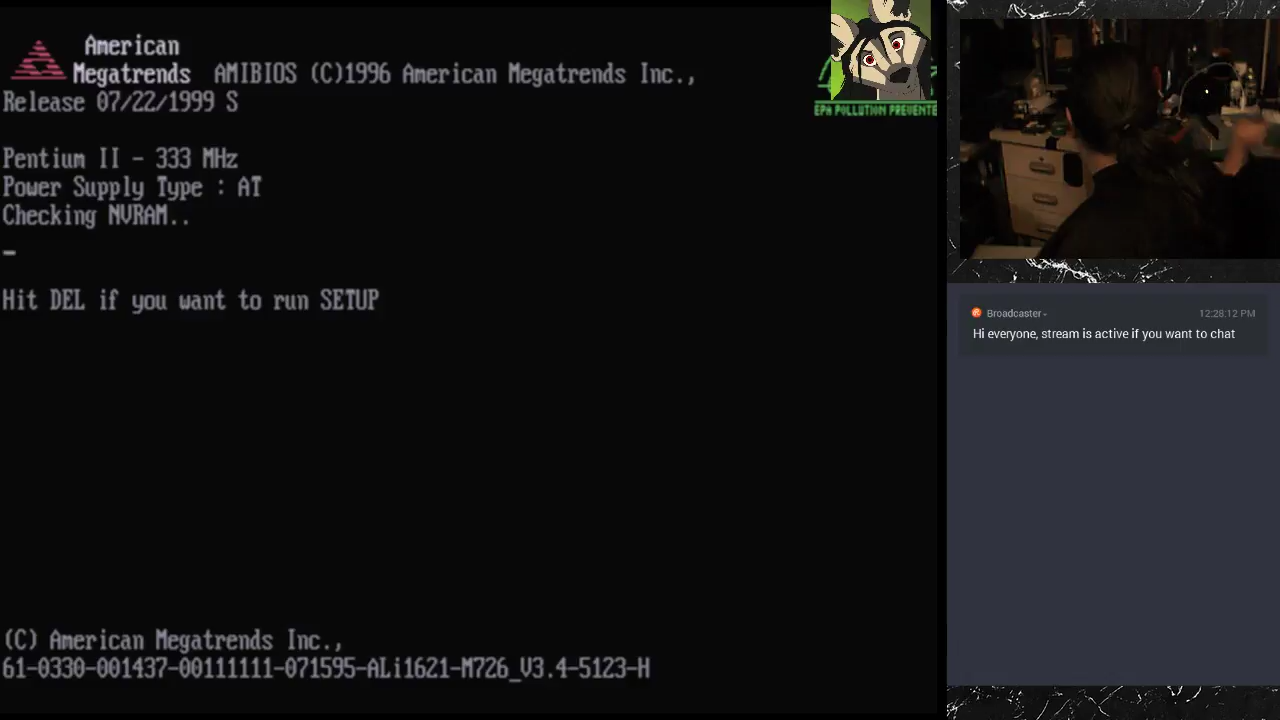 American
Megatrends AMIBIOS (C)1996 American Megatrends Inc.,
Release 07/22/1999 S
EPA POLLUTION PREVENTE
Pentium II - 333 MHz
Power Supply Type : AT
Checking NVRAM..
Hit DEL if you want to run SETUP
(C) American Megatrends Inc.,
61-0330-001437-00111111-071595-ALi1621-M726_V3.4-5123-H
Broadcaster 12:28:12 PM
Hi everyone, stream is active if you want to chat